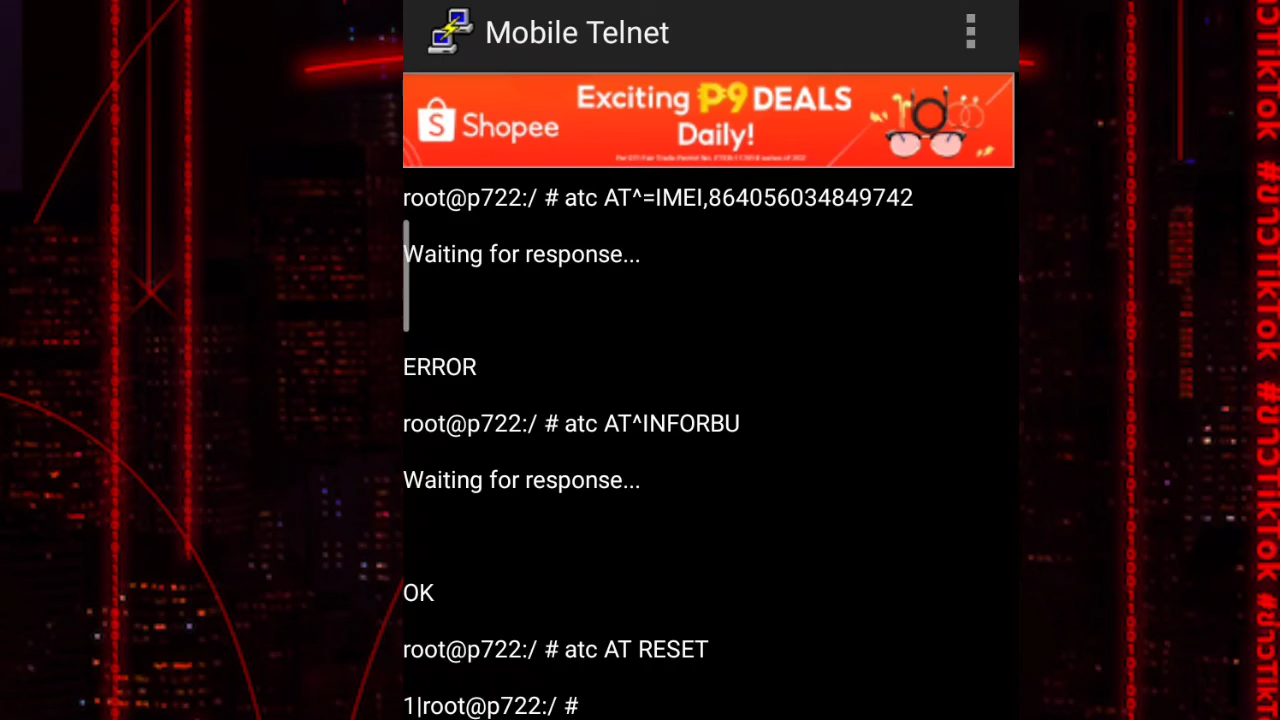 Mobile Telnet
Shopee
Exciting ₱9 DEALS
Daily!
root@p722:/ # atc AT^=IMEI,864056034849742
Waiting for response...
ERROR
root@p722:/ # atc AT^INFORBU
Waiting for response...
OK
root@p722:/ # atc AT RESET
1|root@p722:/ #